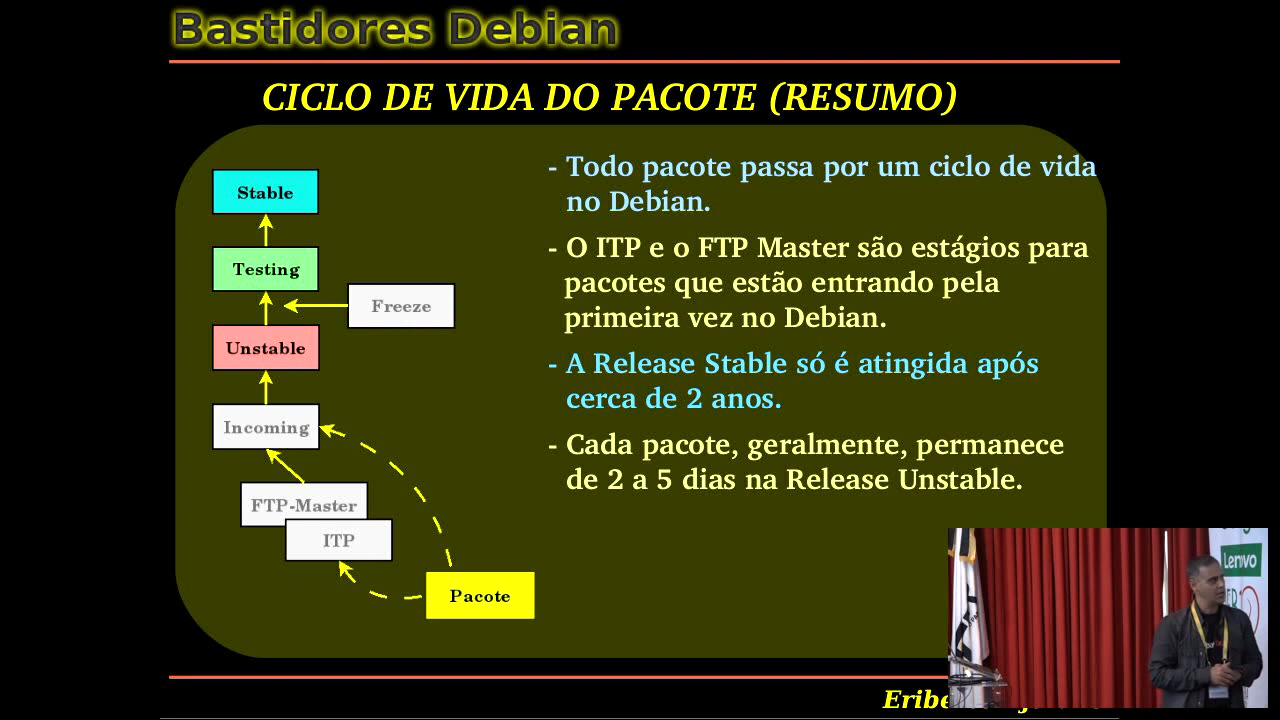 Bastidores Debian
CICLO DE VIDA DO PACOTE (RESUMO)
Stable
Testing
Freeze
Unstable
Incoming
FTP-Master
ITP
Pacote
- Todo pacote passa por um ciclo de vida
no Debian.
- O ITP e o FTP Master são estágios para
pacotes que estão entrando pela
primeira vez no Debian.
- A Release Stable só é atingida após
cerca de 2 anos.
- Cada pacote, geralmente, permanece
de 2 a 5 dias na Release Unstable.
Lenovo